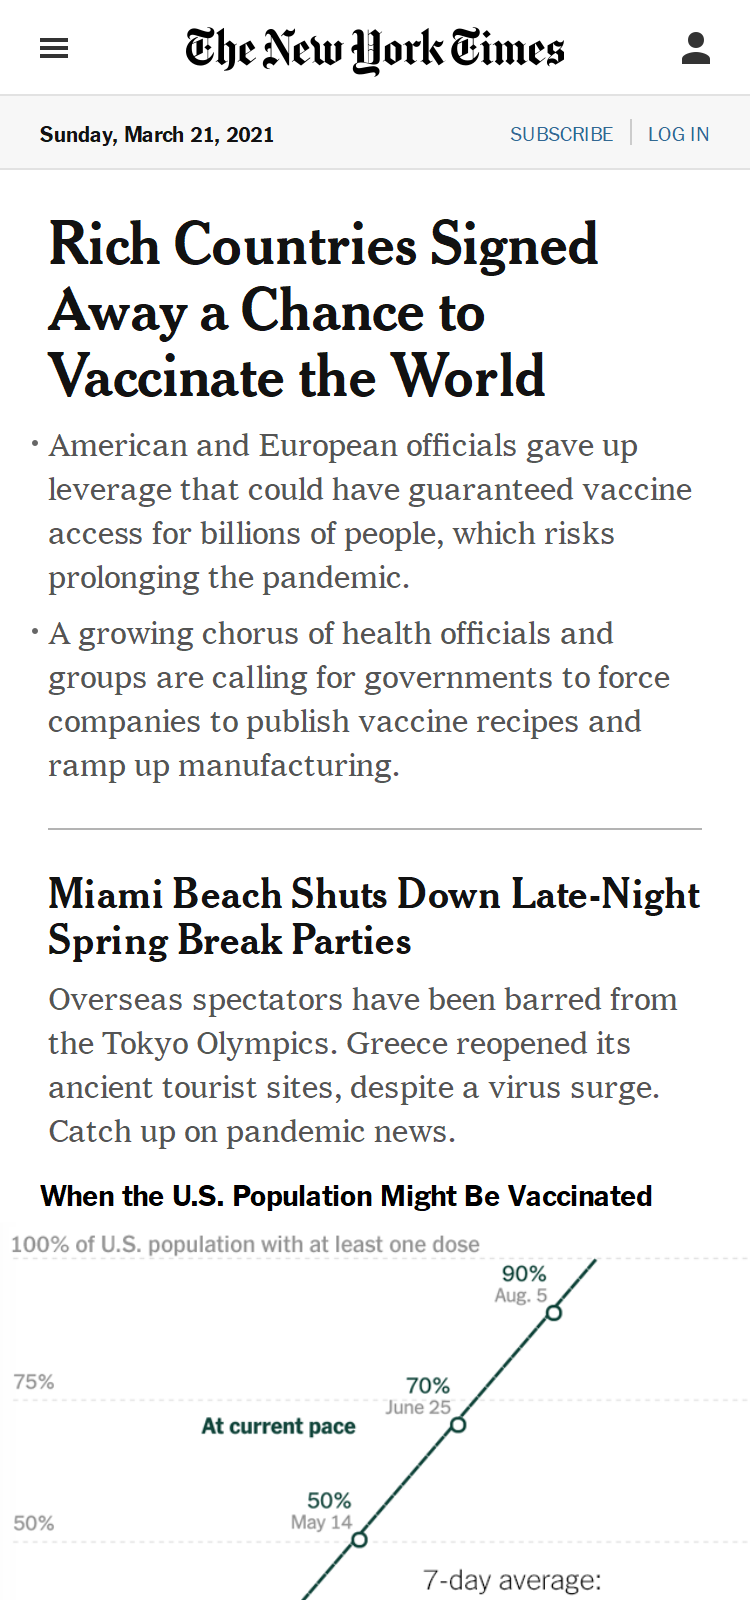 The New York Times
Sunday, March 21, 2021
SUBSCRIBE
LOG IN
Rich Countries Signed
Away a Chance to
Vaccinate the World
• American and European officials gave up
leverage that could have guaranteed vaccine
access for billions of people, which risks
prolonging the pandemic.
• A growing chorus of health officials and
groups are calling for governments to force
companies to publish vaccine recipes and
ramp up manufacturing.
Miami Beach Shuts Down Late-Night
Spring Break Parties
Overseas spectators have been barred from
the Tokyo Olympics. Greece reopened its
ancient tourist sites, despite a virus surge.
Catch up on pandemic news.
When the U.S. Population Might Be Vaccinated
100% of U.S. population with at least one dose
90%
Aug. 5
75%
70%
June 25
At current pace
50%
May 14
50%
7-day average: